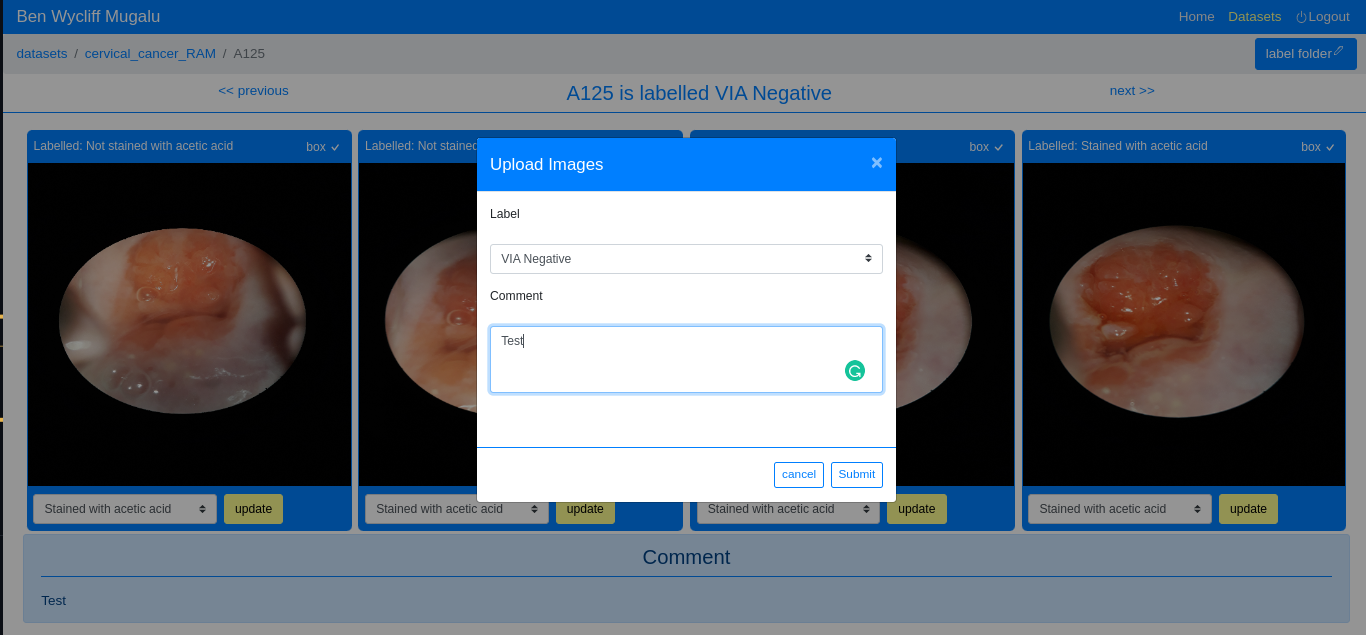 Ben Wycliff Mugalu
Home Datasets Logout
datasets / cervical_cancer_RAM / A125
label folder
<< previous
A125 is labelled VIA Negative
next >>
Labelled: Not stained with acetic acid box
Labelled: Not stained
box
Labelled: Stained with acetic acid box
Upload Images ×
Label
VIA Negative
Comment
Test
cancel Submit
Stained with acetic acid update
Stained with acetic acid update
Stained with acetic acid update
Stained with acetic acid update
Comment
Test